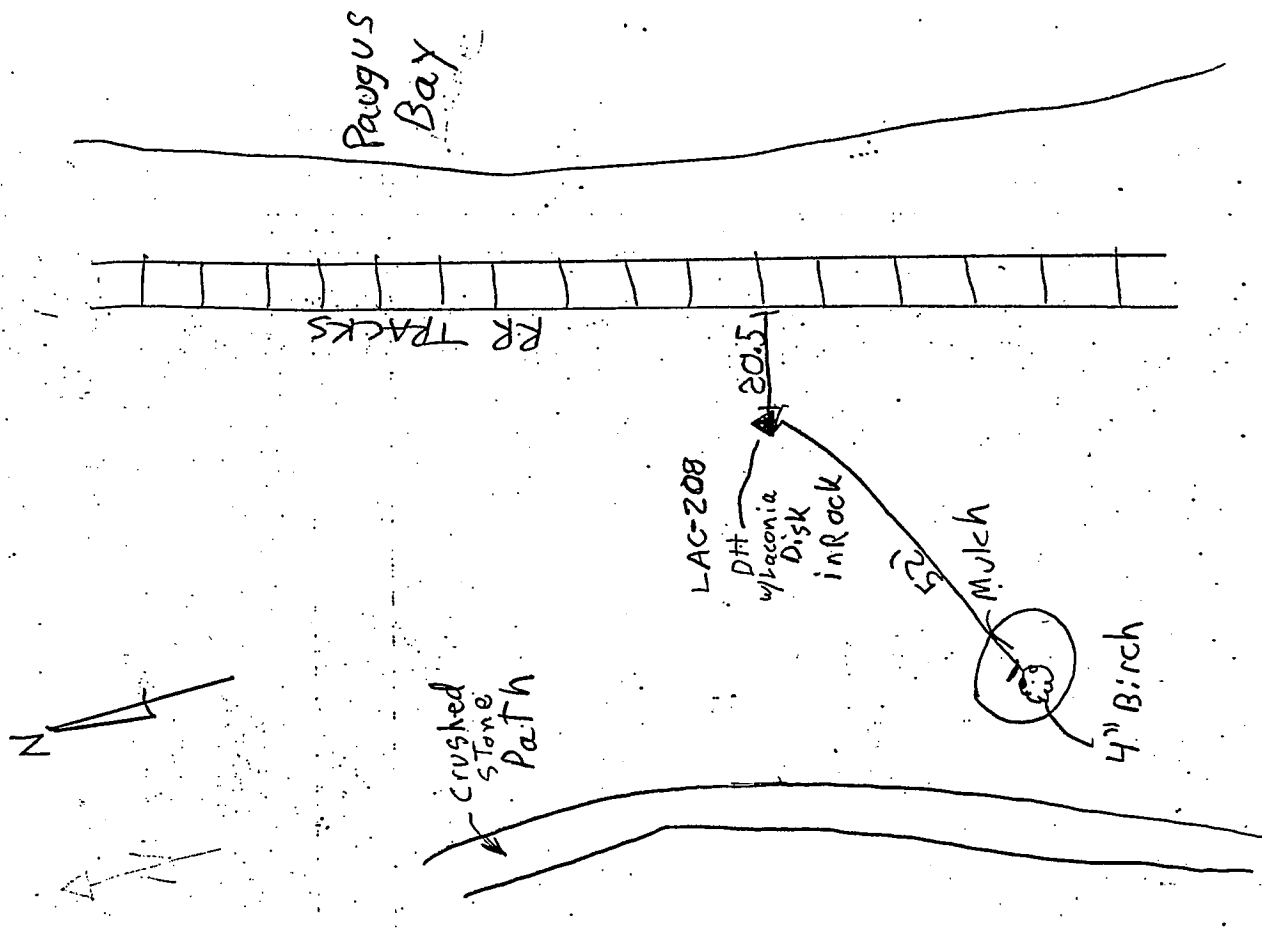 Paugus
Bay
RR TRACKS
20.5
LAC-208
DH
w/Laconia
Disk
in Rock
Mulch
4" Birch
Crushed
Stone
Path
N